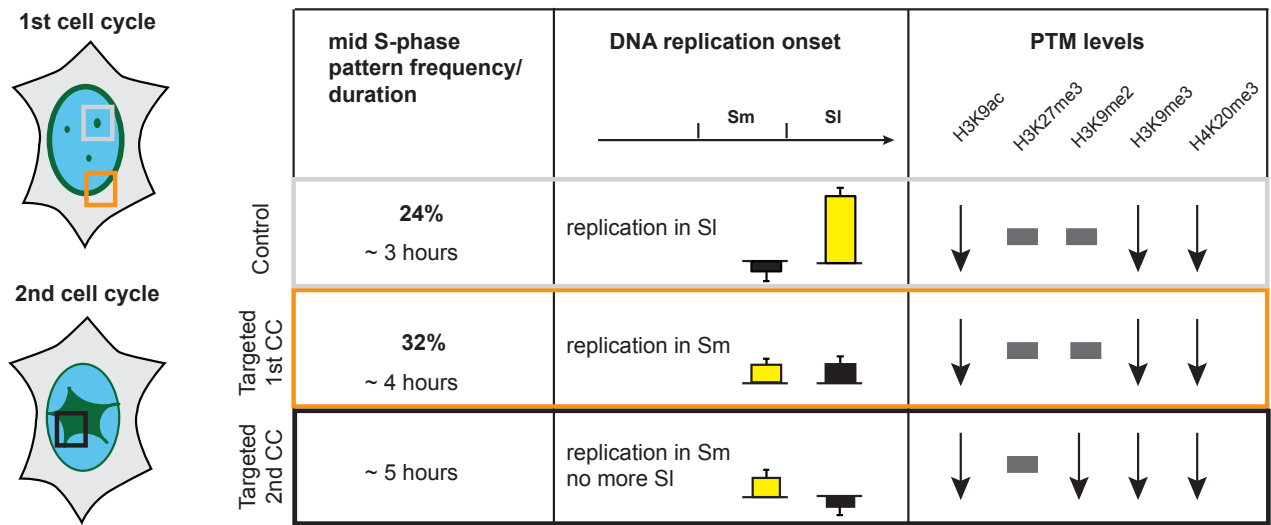 1st cell cycle
2nd cell cycle
mid S-phase
pattern frequency/
duration
DNA replication onset
Sm
Sl
PTM levels
H3K9ac
H3K27me3
H3K9me2
H3K9me3
H4K20me3
Control
24%
~ 3 hours
replication in Sl
Targeted
1st CC
32%
~ 4 hours
replication in Sm
Targeted
2nd CC
~ 5 hours
replication in Sm
no more Sl